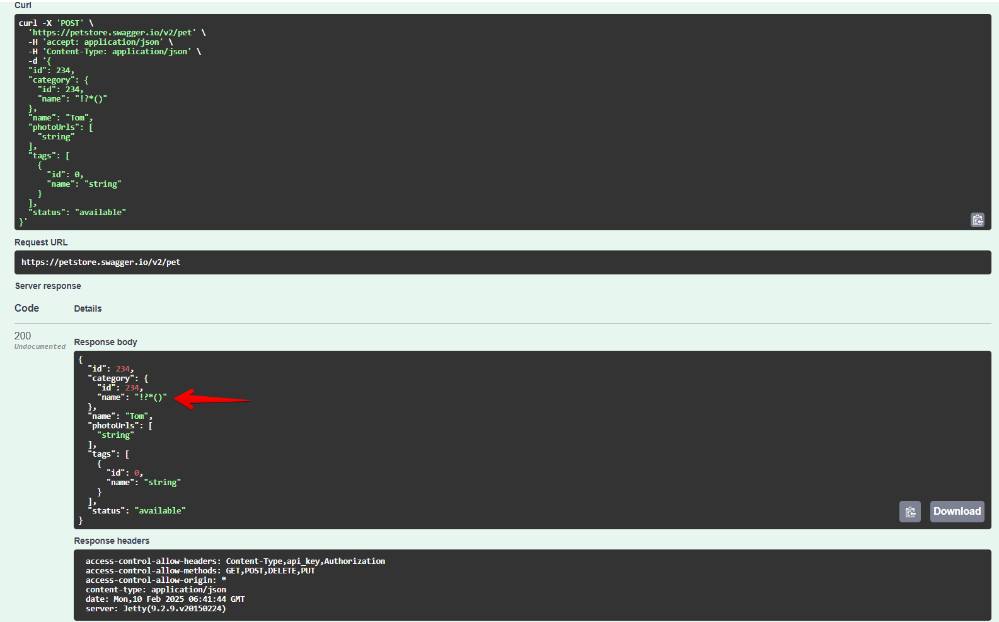 Curl
curl -X 'POST' \
  'https://petstore.swagger.io/v2/pet' \
  -H 'accept: application/json' \
  -H 'Content-Type: application/json' \
  -d '{
  "id": 234,
  "category": {
    "id": 234,
    "name": "!?*()"
  },
  "name": "Tom",
  "photoUrls": [
    "string"
  ],
  "tags": [
    {
      "id": 0,
      "name": "string"
    }
  ],
  "status": "available"
}'
Request URL
https://petstore.swagger.io/v2/pet
Server response
Code Details
200
Undocumented
Response body
{
  "id": 234,
  "category": {
    "id": 234,
    "name": "!?*()"
  },
  "name": "Tom",
  "photoUrls": [
    "string"
  ],
  "tags": [
    {
      "id": 0,
      "name": "string"
    }
  ],
  "status": "available"
}
Download
Response headers
access-control-allow-headers: Content-Type,api_key,Authorization
access-control-allow-methods: GET,POST,DELETE,PUT
access-control-allow-origin: *
content-type: application/json
date: Mon,10 Feb 2025 06:41:44 GMT
server: Jetty(9.2.9.v20150224)